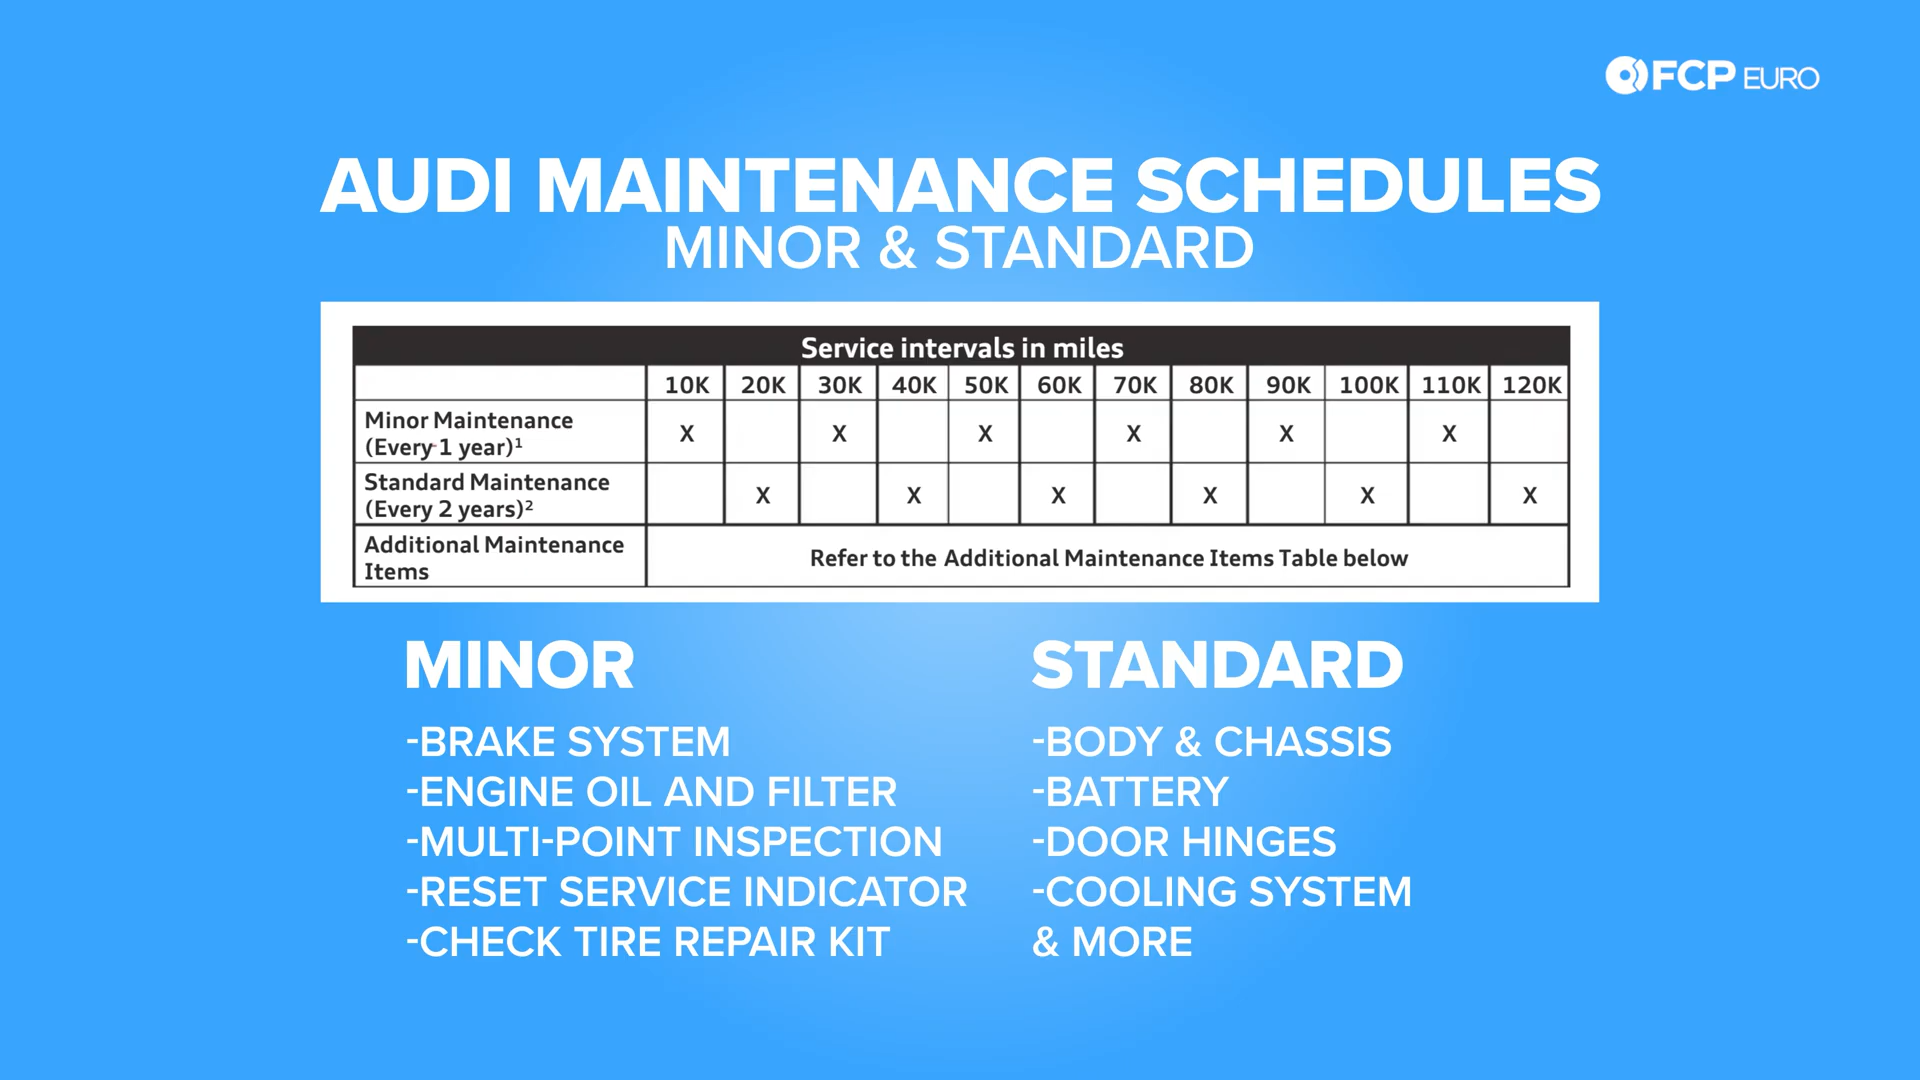 FCP EURO
AUDI MAINTENANCE SCHEDULES
MINOR & STANDARD
Service intervals in miles
10K 20K 30K 40K 50K 60K 70K 80K 90K 100K 110K 120K
Minor Maintenance
(Every 1 year)¹ X X X X X X
Standard Maintenance
(Every 2 years)² X X X X X X
Additional Maintenance
Items
Refer to the Additional Maintenance Items Table below
MINOR
-BRAKE SYSTEM
-ENGINE OIL AND FILTER
-MULTI-POINT INSPECTION
-RESET SERVICE INDICATOR
-CHECK TIRE REPAIR KIT
STANDARD
-BODY & CHASSIS
-BATTERY
-DOOR HINGES
-COOLING SYSTEM
& MORE